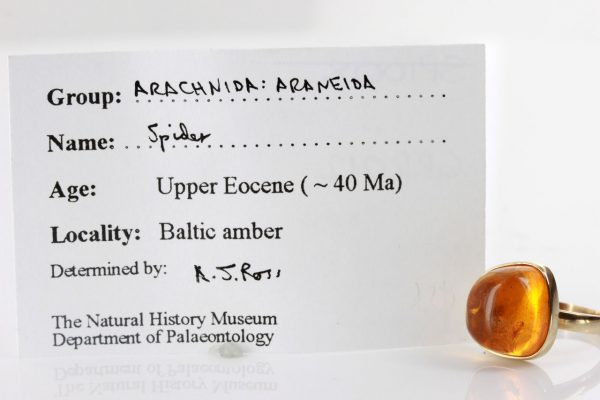 Group: ARACHNIDA: ARANEIDA
Name: Spider
Age: Upper Eocene ( ~ 40 Ma)
Locality: Baltic amber
Determined by: A.J. Ross
The Natural History Museum
Department of Palaeontology